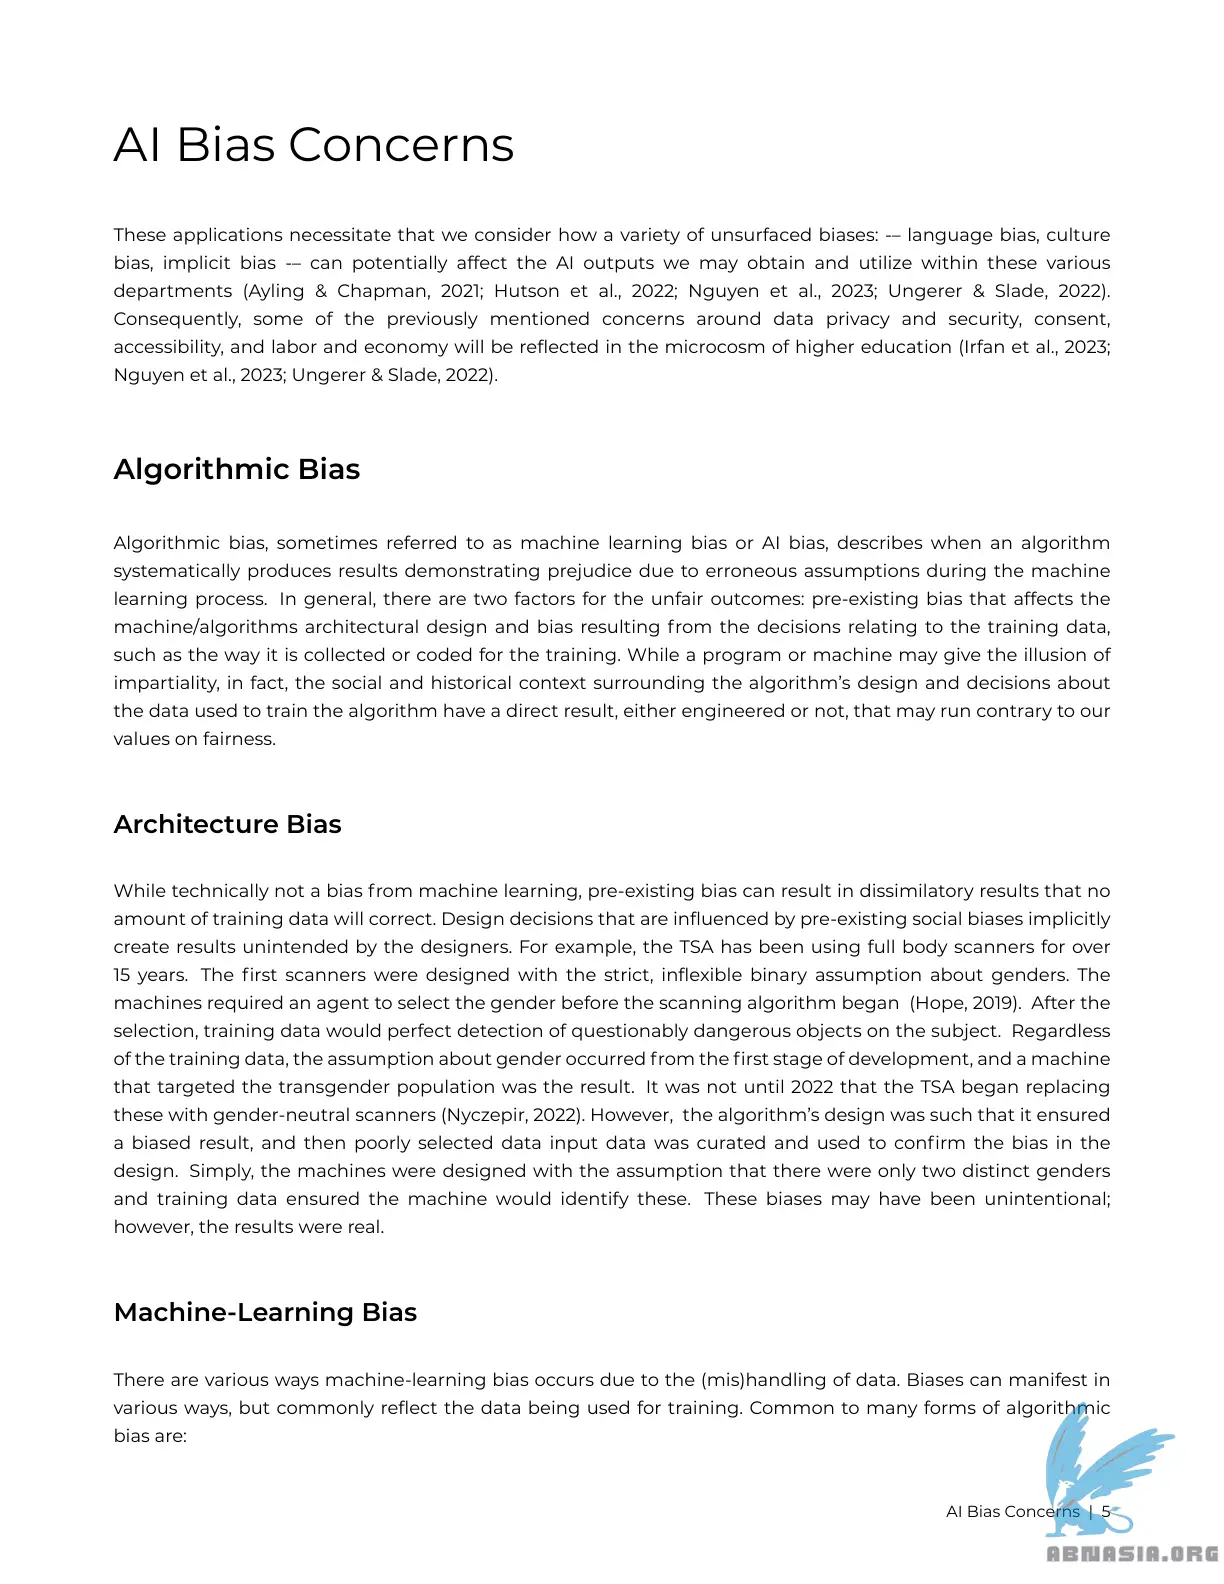 AI Bias Concerns
These applications necessitate that we consider how a variety of unsurfaced biases: -– language bias, culture
bias, implicit bias -– can potentially affect the AI outputs we may obtain and utilize within these various
departments (Ayling & Chapman, 2021; Hutson et al., 2022; Nguyen et al., 2023; Ungerer & Slade, 2022).
Consequently, some of the previously mentioned concerns around data privacy and security, consent,
accessibility, and labor and economy will be reflected in the microcosm of higher education (Irfan et al., 2023;
Nguyen et al., 2023; Ungerer & Slade, 2022).
Algorithmic Bias
Algorithmic bias, sometimes referred to as machine learning bias or AI bias, describes when an algorithm
systematically produces results demonstrating prejudice due to erroneous assumptions during the machine
learning process.  In general, there are two factors for the unfair outcomes: pre-existing bias that affects the
machine/algorithms architectural design and bias resulting from the decisions relating to the training data,
such as the way it is collected or coded for the training. While a program or machine may give the illusion of
impartiality, in fact, the social and historical context surrounding the algorithm’s design and decisions about
the data used to train the algorithm have a direct result, either engineered or not, that may run contrary to our
values on fairness.
Architecture Bias
While technically not a bias from machine learning, pre-existing bias can result in dissimilatory results that no
amount of training data will correct. Design decisions that are influenced by pre-existing social biases implicitly
create results unintended by the designers. For example, the TSA has been using full body scanners for over
15 years.  The first scanners were designed with the strict, inflexible binary assumption about genders. The
machines required an agent to select the gender before the scanning algorithm began  (Hope, 2019).  After the
selection, training data would perfect detection of questionably dangerous objects on the subject.  Regardless
of the training data, the assumption about gender occurred from the first stage of development, and a machine
that targeted the transgender population was the result.  It was not until 2022 that the TSA began replacing
these with gender-neutral scanners (Nyczepir, 2022). However,  the algorithm’s design was such that it ensured
a biased result, and then poorly selected data input data was curated and used to confirm the bias in the
design.  Simply, the machines were designed with the assumption that there were only two distinct genders
and training data ensured the machine would identify these.  These biases may have been unintentional;
however, the results were real.
Machine-Learning Bias
There are various ways machine-learning bias occurs due to the (mis)handling of data. Biases can manifest in
various ways, but commonly reflect the data being used for training. Common to many forms of algorithmic
bias are:
AI Bias Concerns | 5
ABNASIA.ORG